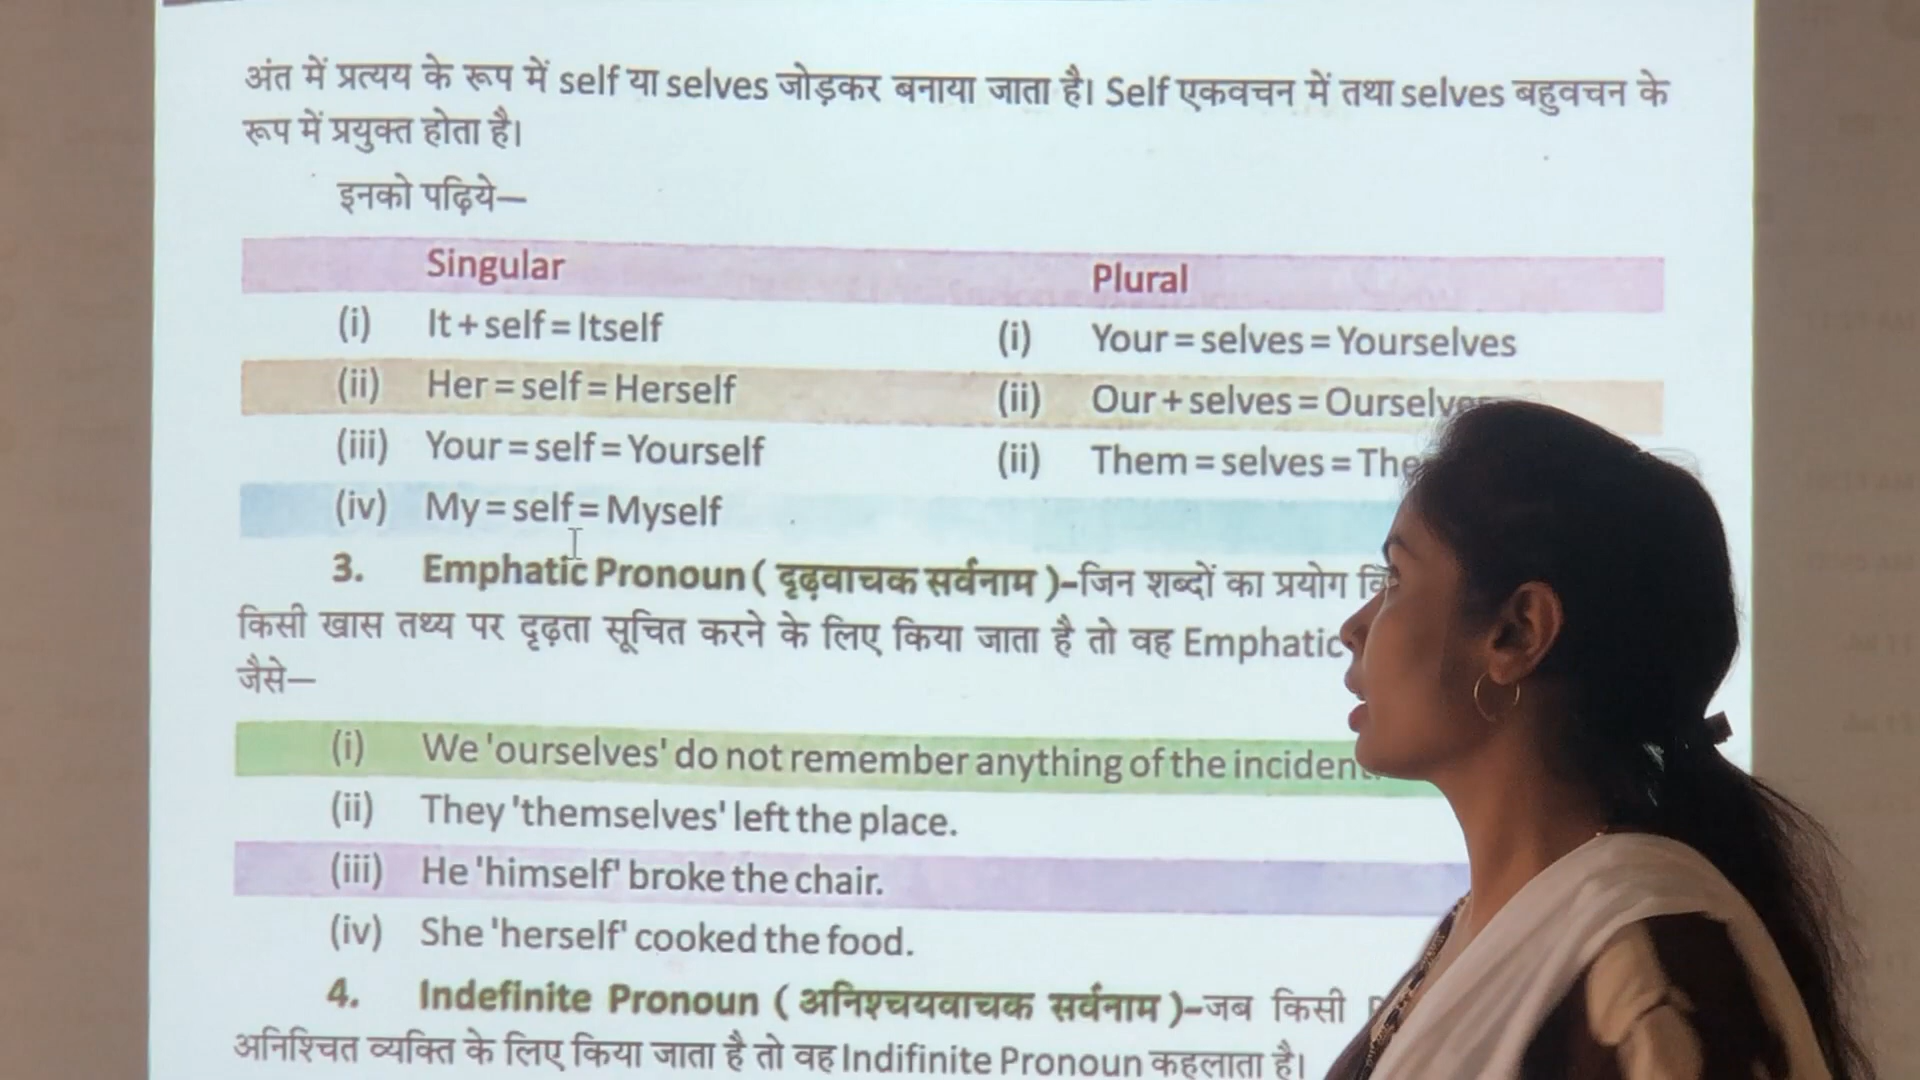 अंत में प्रत्यय के रूप में self या selves जोड़कर बनाया जाता है। Self एकवचन में तथा selves बहुवचन के
रूप में प्रयुक्त होता है।
इनको पढ़िये—
Singular Plural
(i) It + self = Itself (i) Your = selves = Yourselves
(ii) Her = self = Herself (ii) Our + selves =
(iii) Your = self = Yourself (ii) Them = selves =
(iv) My = self = Myself
3. Emphatic Pronoun ( दृढ़वाचक सर्वनाम )–जिन शब्दों का प्रयोग
किसी खास तथ्य पर दृढ़ता सूचित करने के लिए किया जाता है तो वह Emphatic
जैसे—
(i) We 'ourselves' do not remember anything of the
(ii) They 'themselves' left the place.
(iii) He 'himself' broke the chair.
(iv) She 'herself' cooked the food.
4. Indefinite Pronoun ( अनिश्चयवाचक सर्वनाम )–जब किसी
अनिश्चित व्यक्ति के लिए किया जाता है तो वह Indifinite Pronoun कहलाता है।